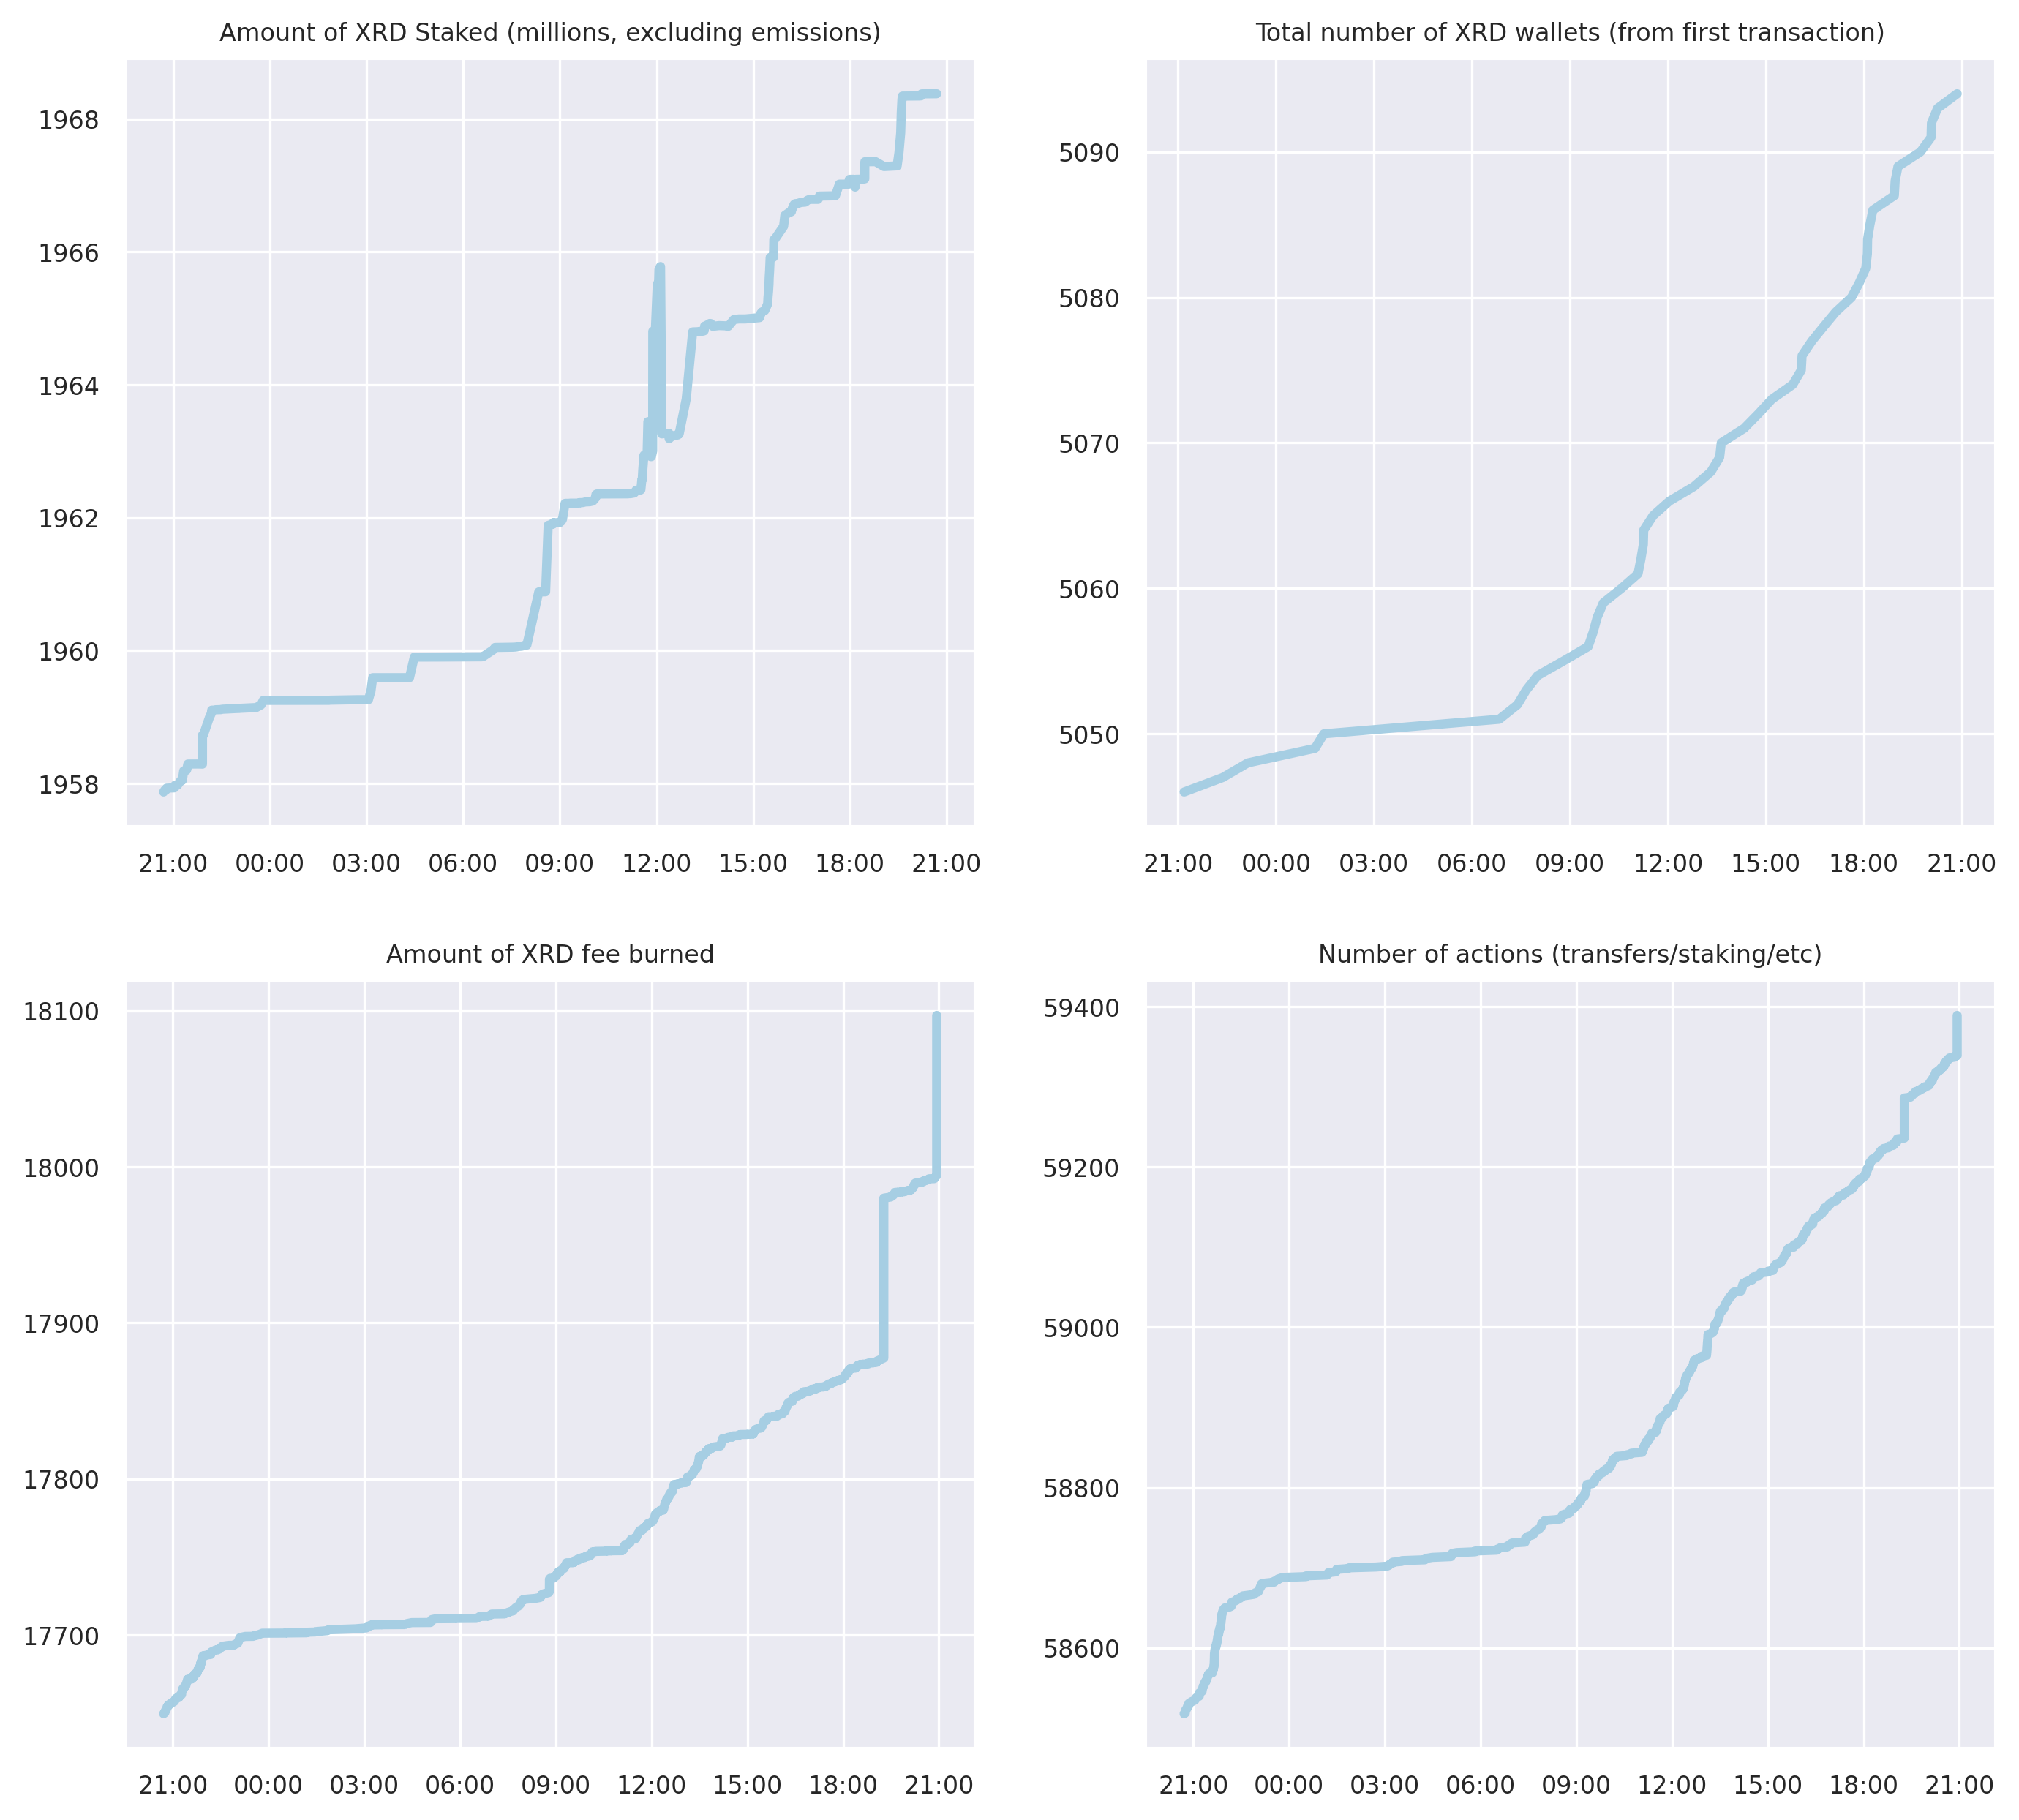 Amount of XRD Staked (millions, excluding emissions)
1968
1966
1964
1962
1960
1958
21:00 00:00 03:00 06:00 09:00 12:00 15:00 18:00 21:00
Total number of XRD wallets (from first transaction)
5090
5080
5070
5060
5050
21:00 00:00 03:00 06:00 09:00 12:00 15:00 18:00 21:00
Amount of XRD fee burned
18100
18000
17900
17800
17700
21:00 00:00 03:00 06:00 09:00 12:00 15:00 18:00 21:00
Number of actions (transfers/staking/etc)
59400
59200
59000
58800
58600
21:00 00:00 03:00 06:00 09:00 12:00 15:00 18:00 21:00